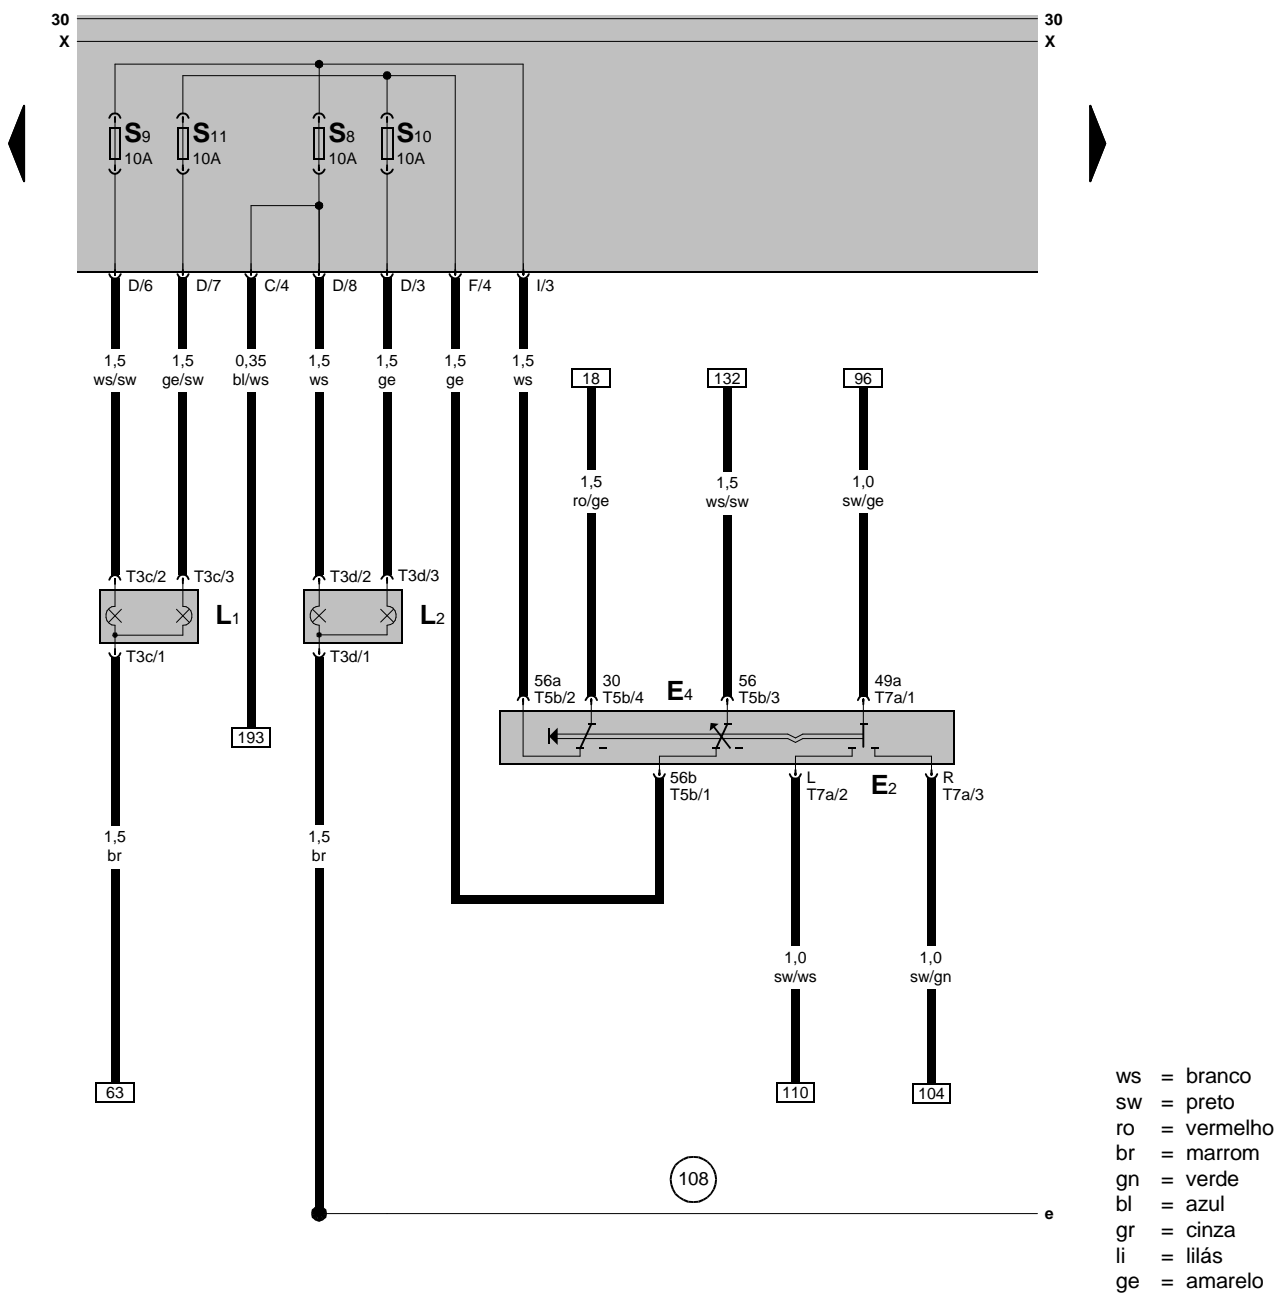 30 30
X X
S9 S11 S8 S10
10A 10A 10A 10A
D/6 D/7 C/4 D/8 D/3 F/4 I/3
1,5 1,5 0,35 1,5 1,5 1,5 1,5
ws/sw ge/sw bl/ws ws ge ge ws
18 132 96
1,5 1,5 1,0
ro/ge ws/sw sw/ge
T3c/2 T3c/3 T3d/2 T3d/3
L1 L2
T3c/1 T3d/1
56a 30 E4 56 49a
T5b/2 T5b/4 T5b/3 T7a/1
193
56b L E2 R
T5b/1 T7a/2 T7a/3
1,5 1,5
br br
1,0 1,0
sw/ws sw/gn
63 110 104
108
e
ws = branco
sw = preto
ro = vermelho
br = marrom
gn = verde
bl = azul
gr = cinza
li = lilás
ge = amarelo